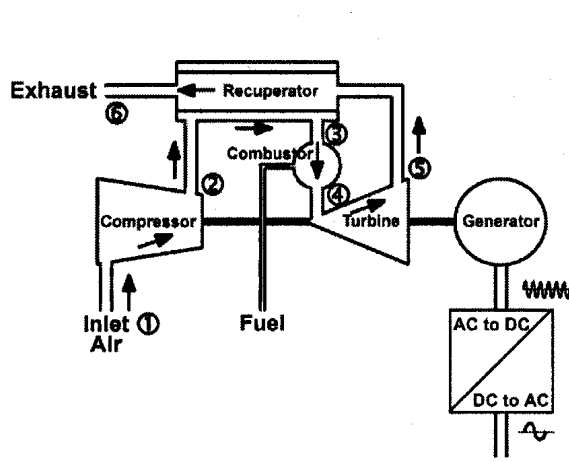 Exhaust
⑥
Recuperator
③
Combustor
②
④
⑤
Compressor
Turbine
Generator
Inlet ①
Air
Fuel
AC to DC
DC to AC